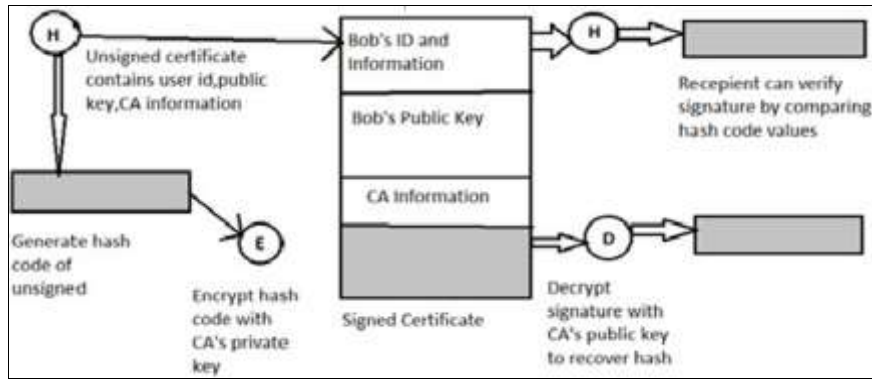 H
Unsigned certificate
contains user id,public
key,CA information
Generate hash
code of
unsigned
E
Encrypt hash
code with
CA's private
key
Bob's ID and
Information
Bob's Public Key
CA Information
Signed Certificate
H
Recepient can verify
signature by comparing
hash code values
D
Decrypt
signature with
CA's public key
to recover hash